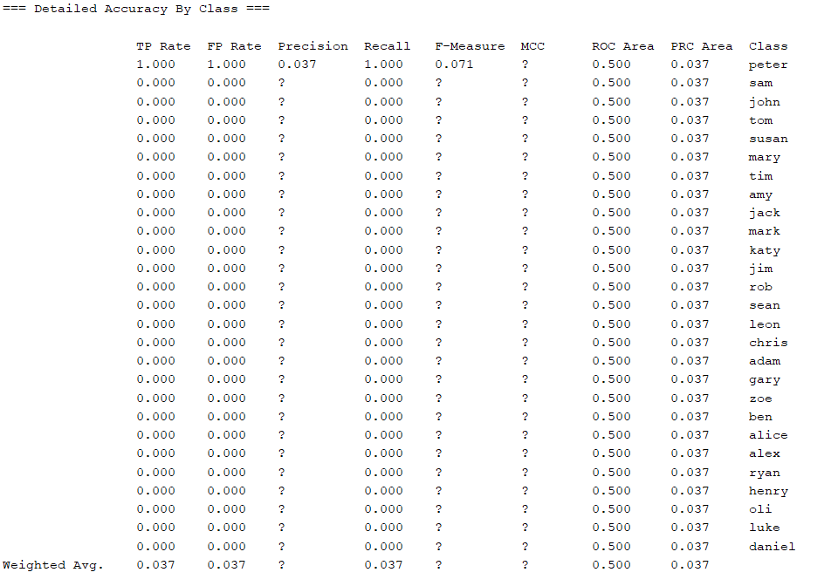 === Detailed Accuracy By Class ===
TP Rate FP Rate Precision Recall F-Measure MCC ROC Area PRC Area Class
1.000 1.000 0.037 1.000 0.071 ? 0.500 0.037 peter
0.000 0.000 ? 0.000 ? ? 0.500 0.037 sam
0.000 0.000 ? 0.000 ? ? 0.500 0.037 john
0.000 0.000 ? 0.000 ? ? 0.500 0.037 tom
0.000 0.000 ? 0.000 ? ? 0.500 0.037 susan
0.000 0.000 ? 0.000 ? ? 0.500 0.037 mary
0.000 0.000 ? 0.000 ? ? 0.500 0.037 tim
0.000 0.000 ? 0.000 ? ? 0.500 0.037 amy
0.000 0.000 ? 0.000 ? ? 0.500 0.037 jack
0.000 0.000 ? 0.000 ? ? 0.500 0.037 mark
0.000 0.000 ? 0.000 ? ? 0.500 0.037 katy
0.000 0.000 ? 0.000 ? ? 0.500 0.037 jim
0.000 0.000 ? 0.000 ? ? 0.500 0.037 rob
0.000 0.000 ? 0.000 ? ? 0.500 0.037 sean
0.000 0.000 ? 0.000 ? ? 0.500 0.037 leon
0.000 0.000 ? 0.000 ? ? 0.500 0.037 chris
0.000 0.000 ? 0.000 ? ? 0.500 0.037 adam
0.000 0.000 ? 0.000 ? ? 0.500 0.037 gary
0.000 0.000 ? 0.000 ? ? 0.500 0.037 zoe
0.000 0.000 ? 0.000 ? ? 0.500 0.037 ben
0.000 0.000 ? 0.000 ? ? 0.500 0.037 alice
0.000 0.000 ? 0.000 ? ? 0.500 0.037 alex
0.000 0.000 ? 0.000 ? ? 0.500 0.037 ryan
0.000 0.000 ? 0.000 ? ? 0.500 0.037 henry
0.000 0.000 ? 0.000 ? ? 0.500 0.037 oli
0.000 0.000 ? 0.000 ? ? 0.500 0.037 luke
0.000 0.000 ? 0.000 ? ? 0.500 0.037 daniel
Weighted Avg. 0.037 0.037 ? 0.037 ? ? 0.500 0.037